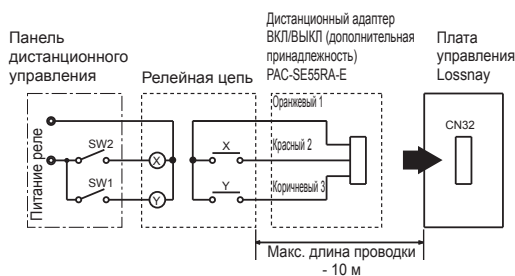 Панель
дистанционного
управления
Релейная цепь
Дистанционный адаптер
ВКЛ/ВЫКЛ (дополнительная
принадлежность)
PAC-SE55RA-E
Плата
управления
Lossnay
Питание реле
SW2
SW1
X
Y
X
Y
Оранжевый 1
Красный 2
Коричневый 3
CN32
Макс. длина проводки
- 10 м